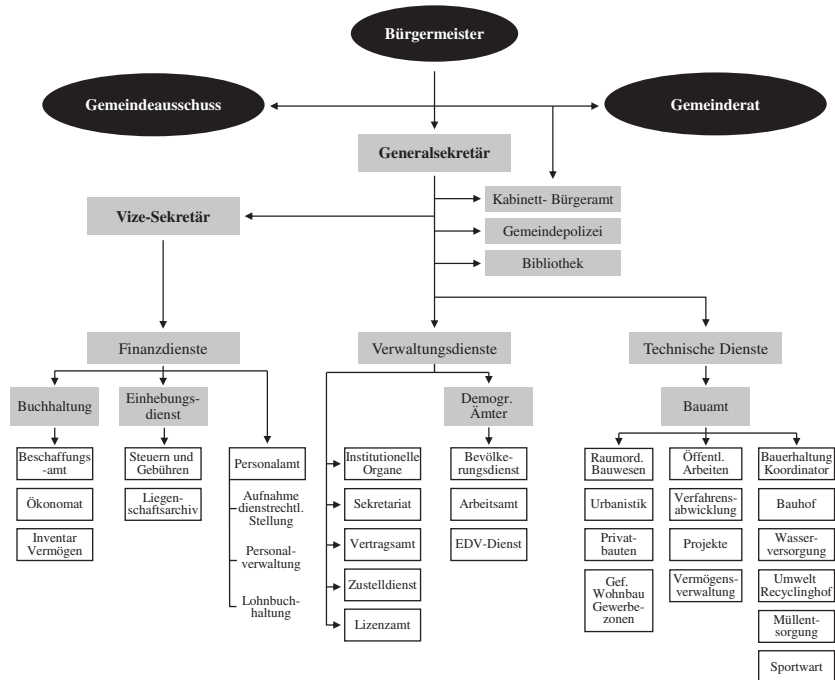 Bürgermeister
Gemeindeausschuss
Gemeinderat
Generalsekretär
Kabinett- Bürgeramt
Vize-Sekretär
Gemeindepolizei
Bibliothek
Finanzdienste
Verwaltungsdienste
Technische Dienste
Buchhaltung
Einhebungs-
dienst
Demogr.
Ämter
Bauamt
Beschaffungs
-amt
Ökonomat
Inventar
Vermögen
Steuern und
Gebühren
Liegen-
schaftsarchiv
Personalamt
Aufnahme
dienstrechtl.
Stellung
Personal-
verwaltung
Lohnbuch-
haltung
Institutionelle
Organe
Sekretariat
Vertragsamt
Zustelldienst
Lizenzamt
Bevölke-
rungsdienst
Arbeitsamt
EDV-Dienst
Raumord.
Bauwesen
Urbanistik
Privat-
bauten
Gef.
Wohnbau
Gewerbe-
zonen
Öffentl.
Arbeiten
Verfahrens-
abwicklung
Projekte
Vermögens-
verwaltung
Bauerhaltung
Koordinator
Bauhof
Wasser-
versorgung
Umwelt
Recyclinghof
Müllent-
sorgung
Sportwart